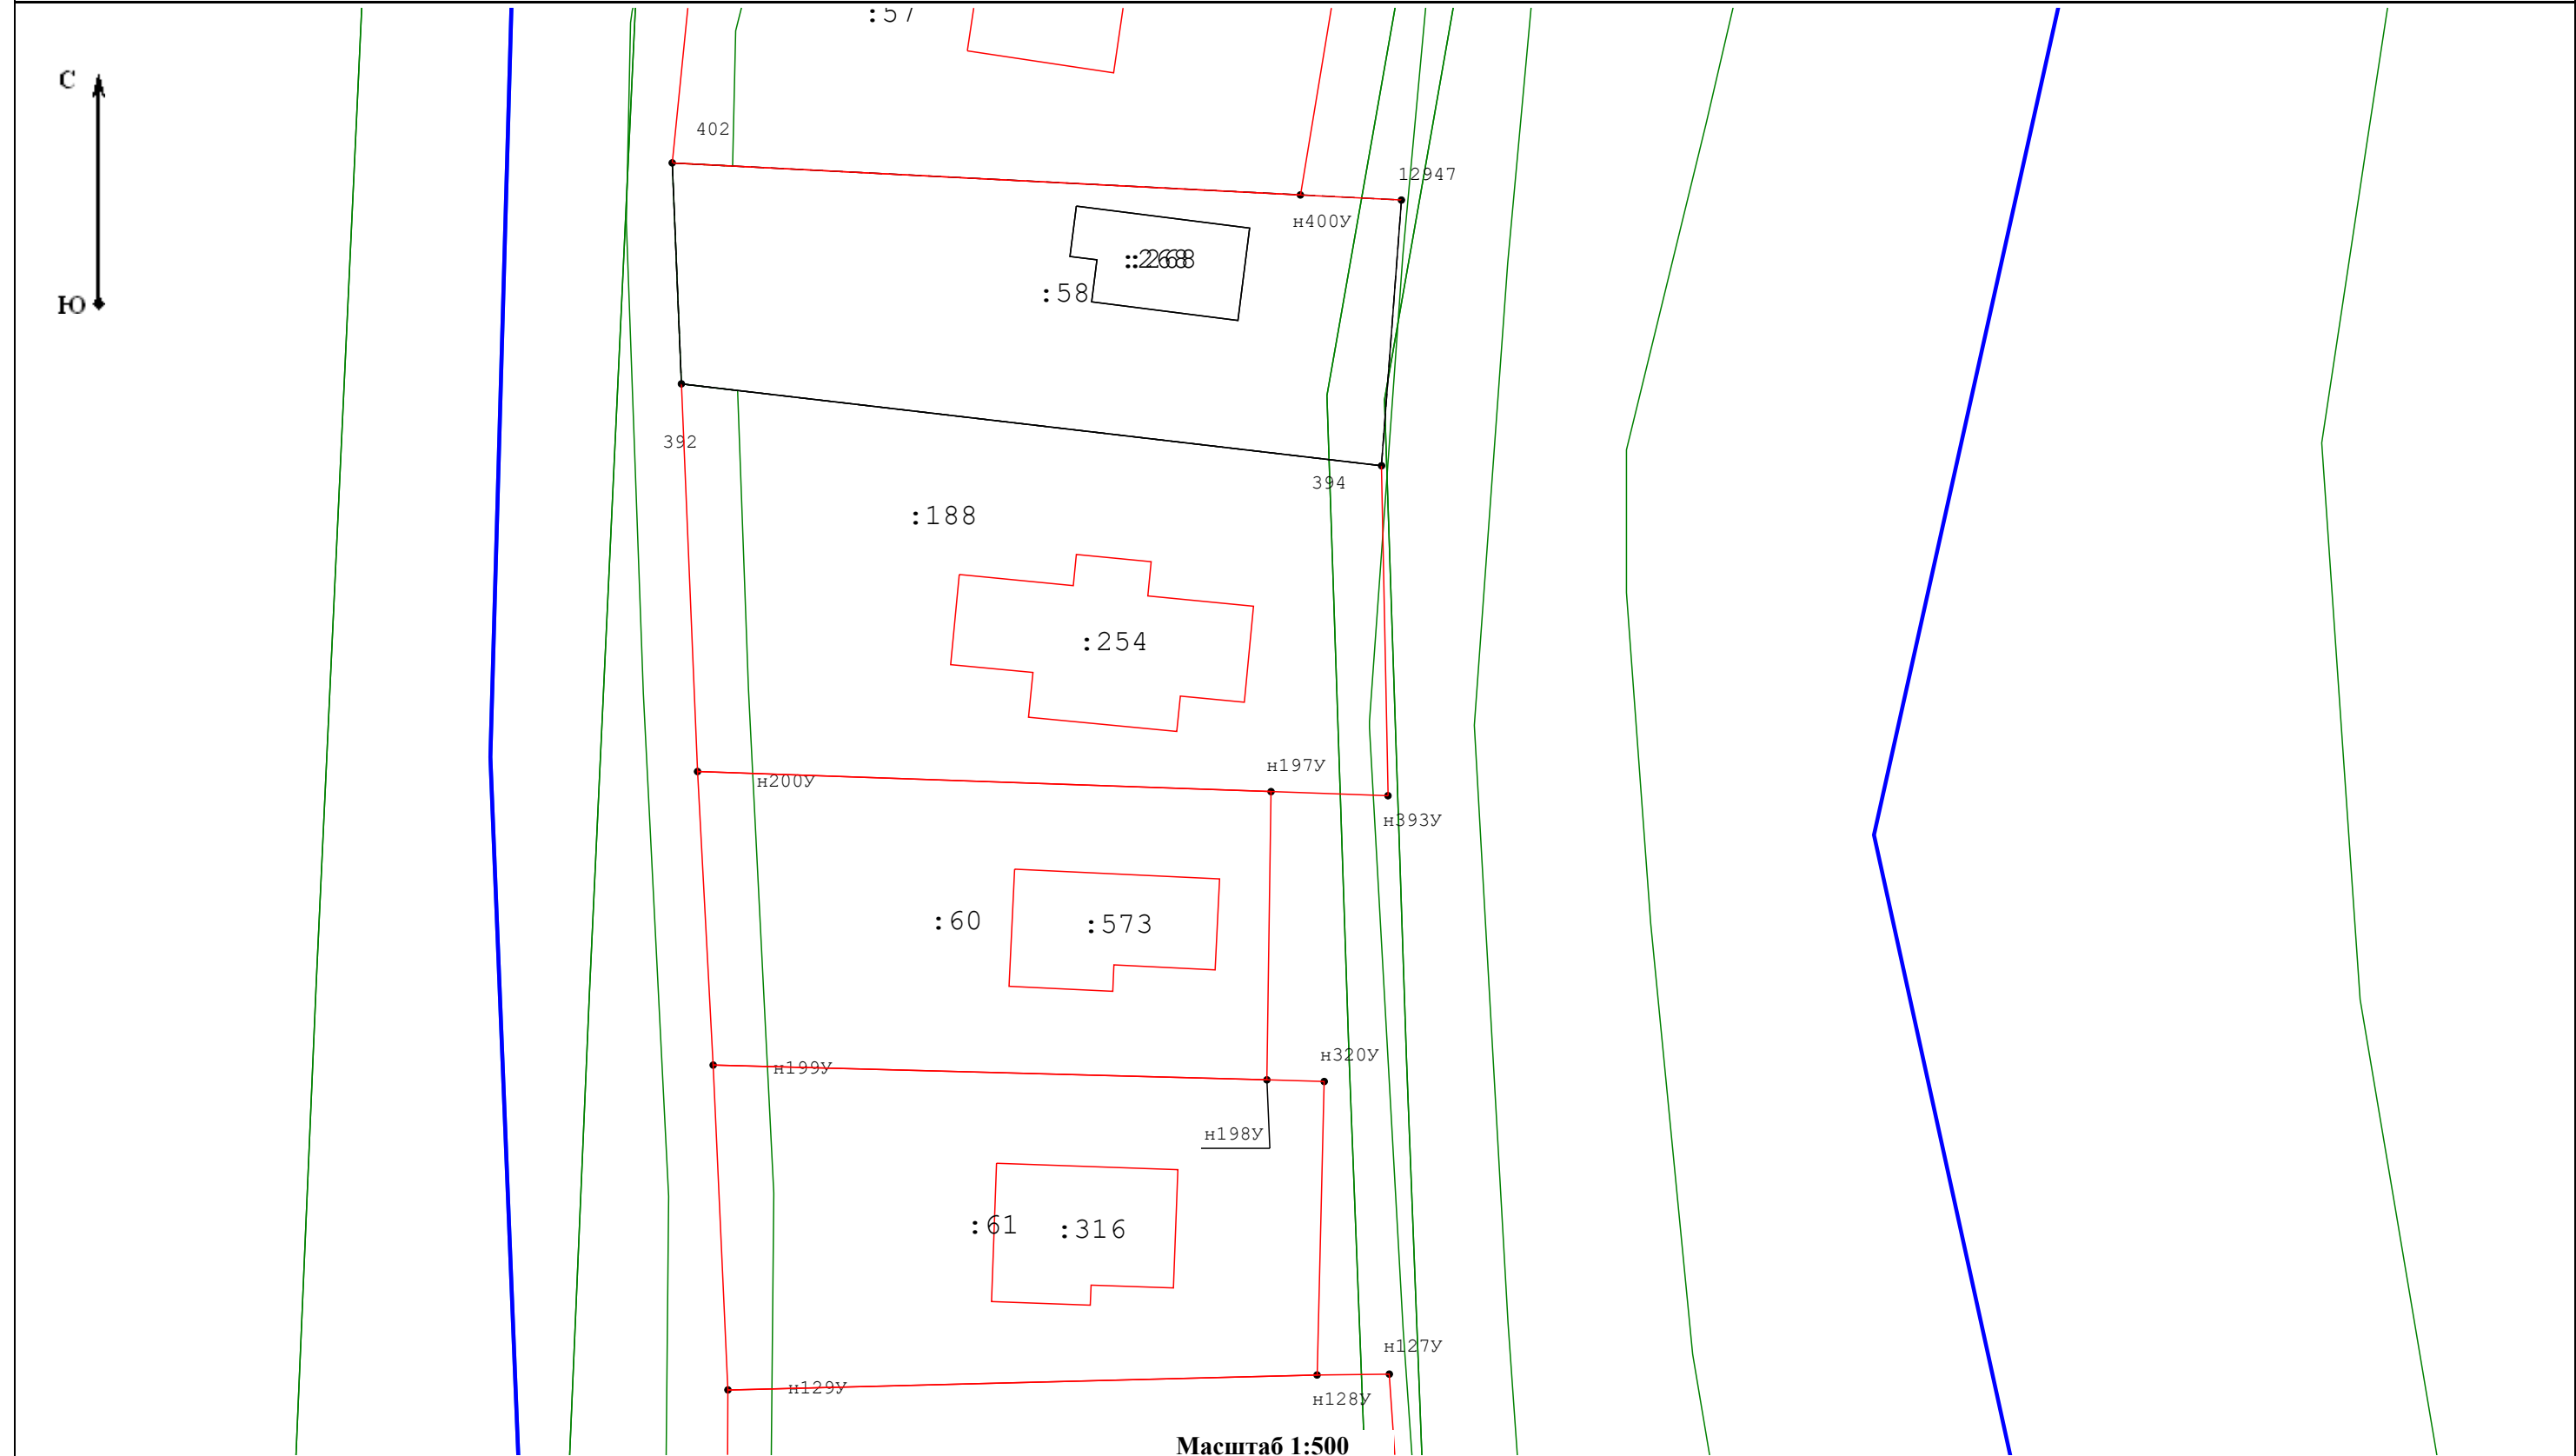 :57
С
402
12947
н400У
:268
:58
Ю
392
394
:188
:254
н197У
н200У
н393У
:60
:573
н320У
н199У
н198У
:61
:316
н127У
н129У
н128У
Масштаб 1:500